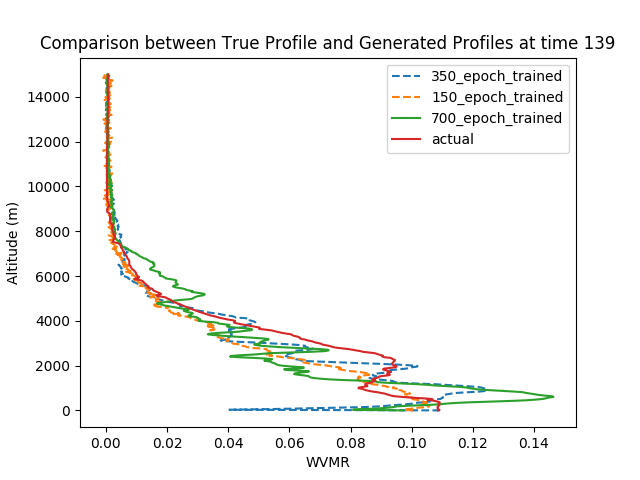 Comparison between True Profile and Generated Profiles at time 139
350_epoch_trained
150_epoch_trained
700_epoch_trained
actual
Altitude (m)
14000
12000
10000
8000
6000
4000
2000
0
0.00 0.02 0.04 0.06 0.08 0.10 0.12 0.14
WVMR